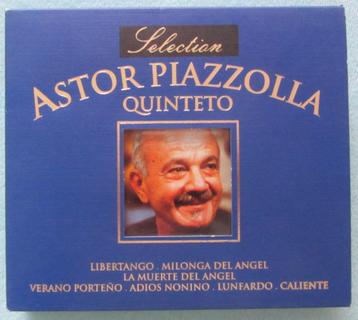 Selection
ASTOR PIAZZOLLA
QUINTETO
LIBERTANGO . MILONGA DEL ANGEL
LA MUERTE DEL ANGEL
VERANO PORTEÑO . ADIOS NONINO . LUNFARDO . CALIENTE